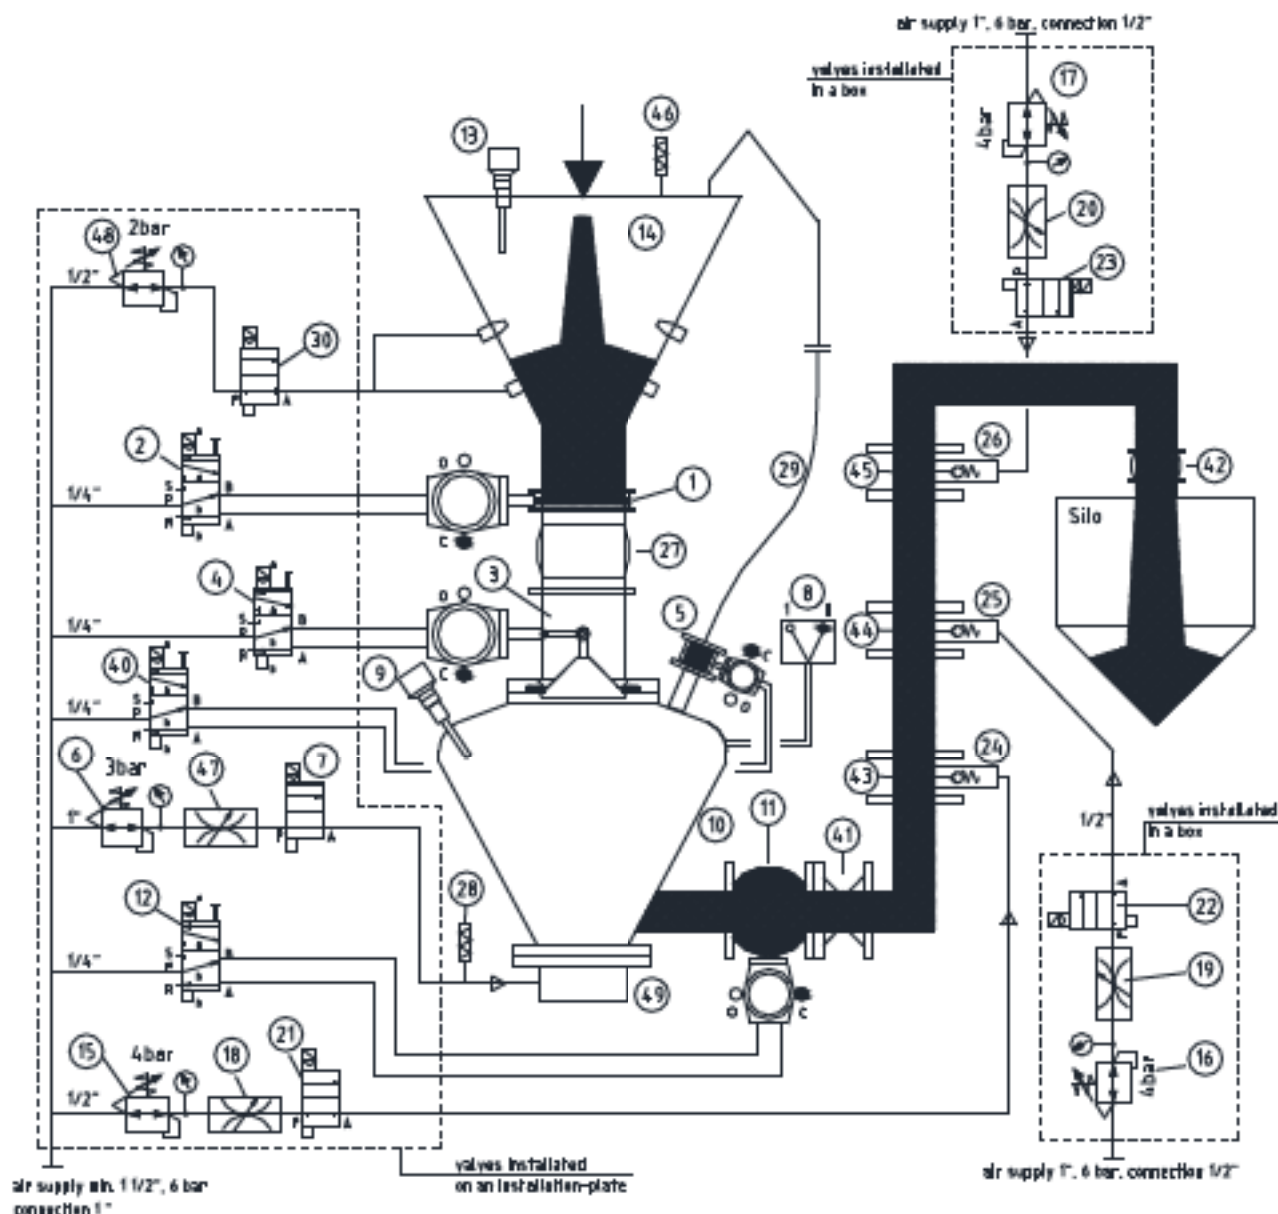 air supply 1", 6 bar, connection 1/2"
valves installated
in a box
17
4bar
20
P
23
A
46
13
14
48
2bar
1/2"
30
P
A
2
1/4"
S
P
R
B
A
O
C
1
29
26
45
42
Silo
27
4
1/4"
S
P
R
B
A
O
C
3
8
1
5
C
O
25
44
40
1/4"
S
P
R
B
A
9
6
3bar
47
7
1"
P
A
10
11
41
24
43
1/2"
valves installated
in a box
28
12
1/4"
S
P
R
B
A
49
O
C
A
22
P
19
15
4bar
18
21
1/2"
P
A
16
4bar
valves installated
on an installation-plate
air supply min. 1 1/2", 6 bar
connection 1"
air supply 1", 6 bar, connection 1/2"